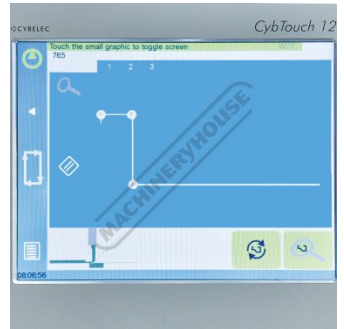 CYBELEC
CybTouch 12
Touch the small graphic to toggle screen
765
1 2 3
MACHINERYHOUSE
08:06:56